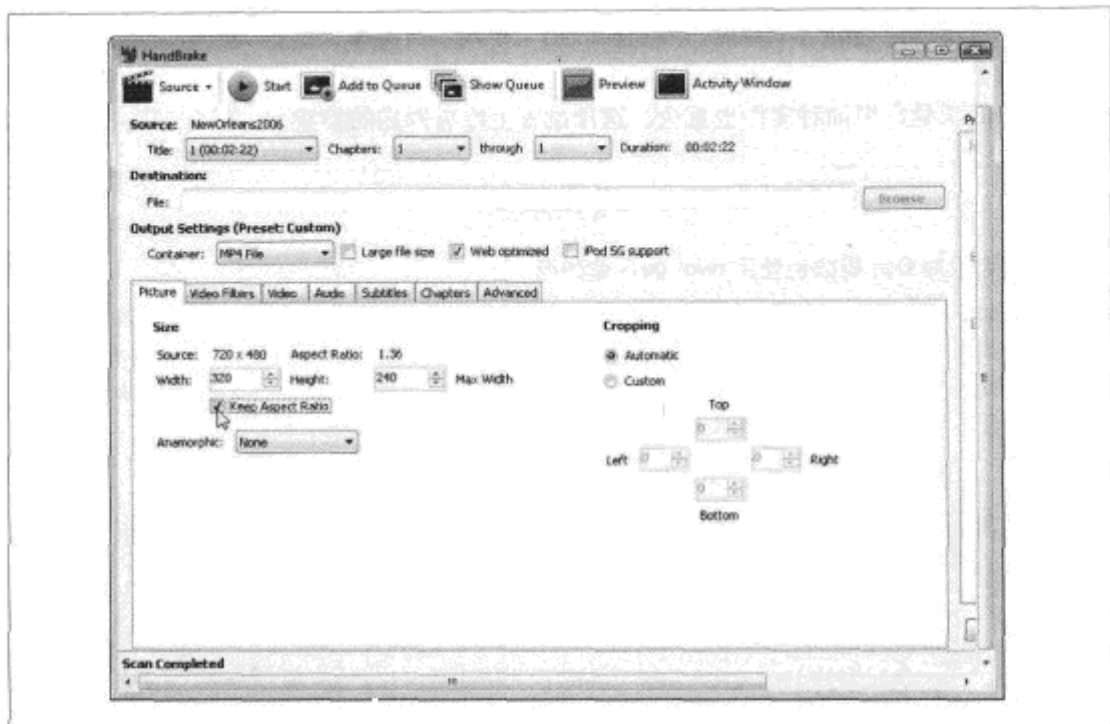 HandBrake
Source Start Add to Queue Show Queue Preview Activity Window
Source: NewOrleans2006
Title: 1 (00:02:22) Chapters: 1 through 1 Duration: 00:02:22
Destination:
File: Browse
Output Settings (Preset: Custom)
Container: MP4 File Large file size Web optimized iPod 5G support
Picture Video Filters Video Audio Subtitles Chapters Advanced
Size
Source: 720 x 480 Aspect Ratio: 1.36
Width: 320 Height: 240 Max Width
Keep Aspect Ratio
Anamorphic: None
Cropping
Automatic
Custom
Top
0
Left 0 0 Right
0
Bottom
Scan Completed